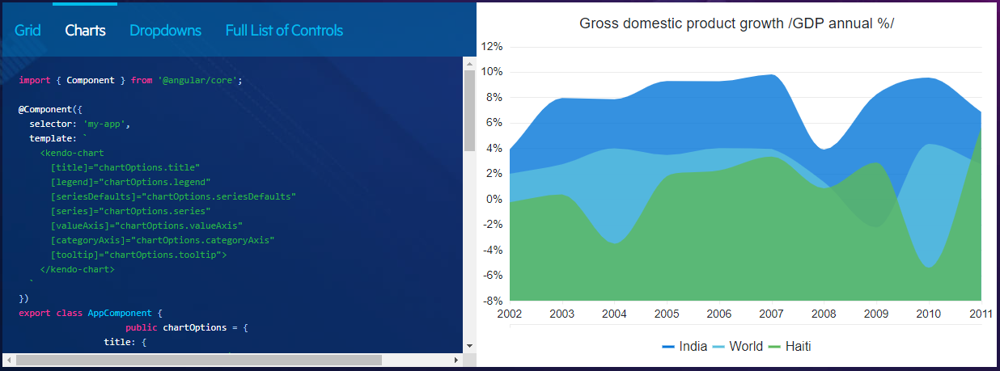 Grid Charts Dropdowns Full List of Controls
import { Component } from '@angular/core';
@Component({
selector: 'my-app',
template: `
<kendo-chart
[title]="chartOptions.title"
[legend]="chartOptions.legend"
[seriesDefaults]="chartOptions.seriesDefaults"
[series]="chartOptions.series"
[valueAxis]="chartOptions.valueAxis"
[categoryAxis]="chartOptions.categoryAxis"
[tooltip]="chartOptions.tooltip">
</kendo-chart>
`
})
export class AppComponent {
public chartOptions = {
title: {
Gross domestic product growth /GDP annual %/
12%
10%
8%
6%
4%
2%
0%
-2%
-4%
-6%
-8%
2002 2003 2004 2005 2006 2007 2008 2009 2010 2011
India World Haiti